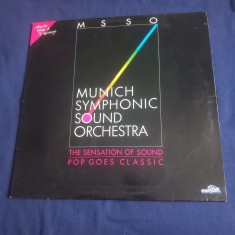 MSSO
MUNICH
SYMPHONIC
SOUND
ORCHESTRA
THE SENSATION OF SOUND
POP GOES CLASSIC